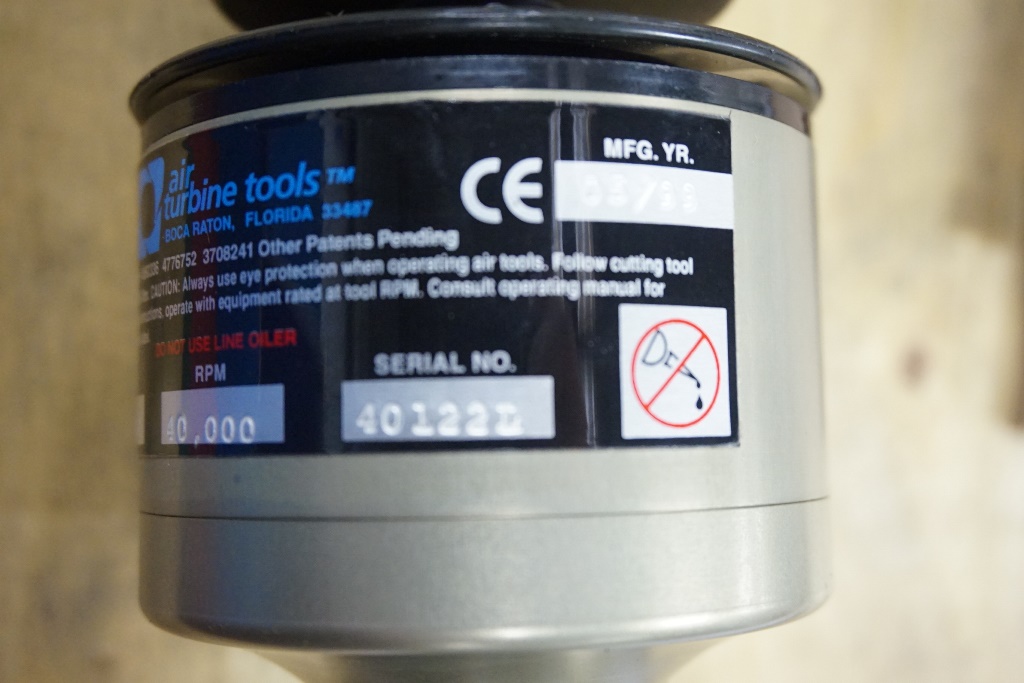 air
turbine tools™
BOCA RATON, FLORIDA 33487
CE
MFG. YR.
4776752 3708241 Other Patents Pending
CAUTION: Always use eye protection when operating air tools. Follow cutting tool
operate with equipment rated at tool RPM. Consult operating manual for
DO NOT USE LINE OILER
RPM
SERIAL NO.
40,000